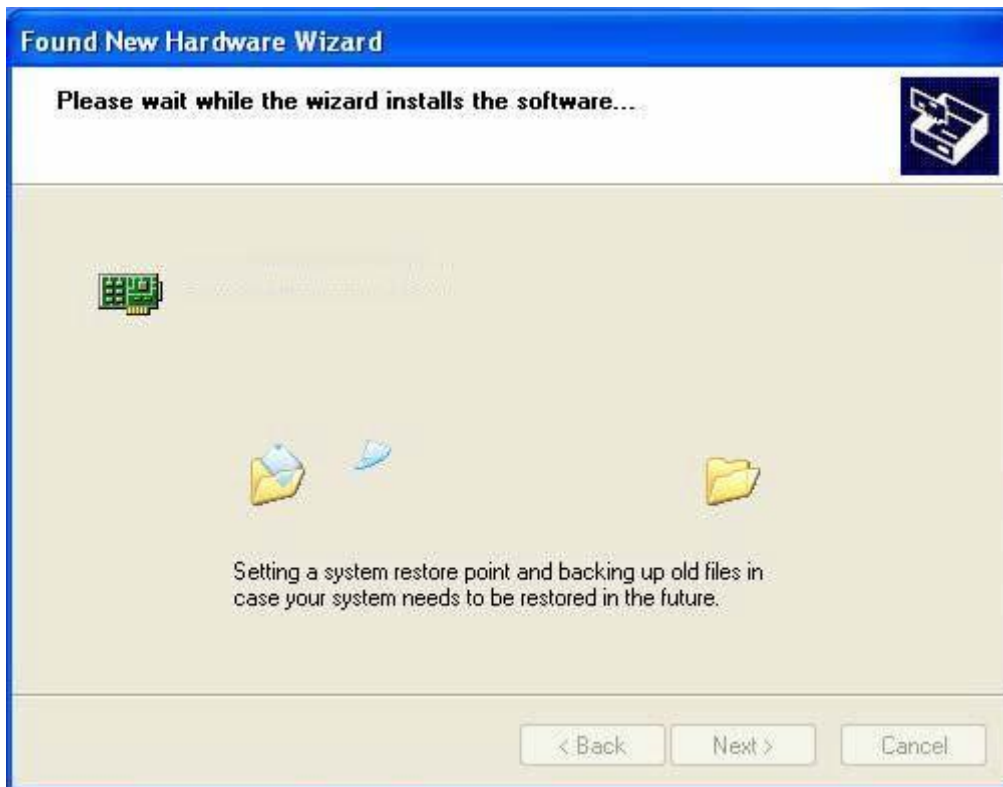 Found New Hardware Wizard
Please wait while the wizard installs the software...
Setting a system restore point and backing up old files in
case your system needs to be restored in the future.
< Back
Next >
Cancel